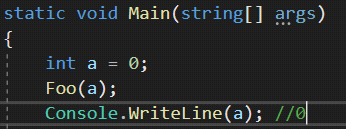 static void Main(string[] args)
{
int a = 0;
Foo(a);
Console.WriteLine(a); //0